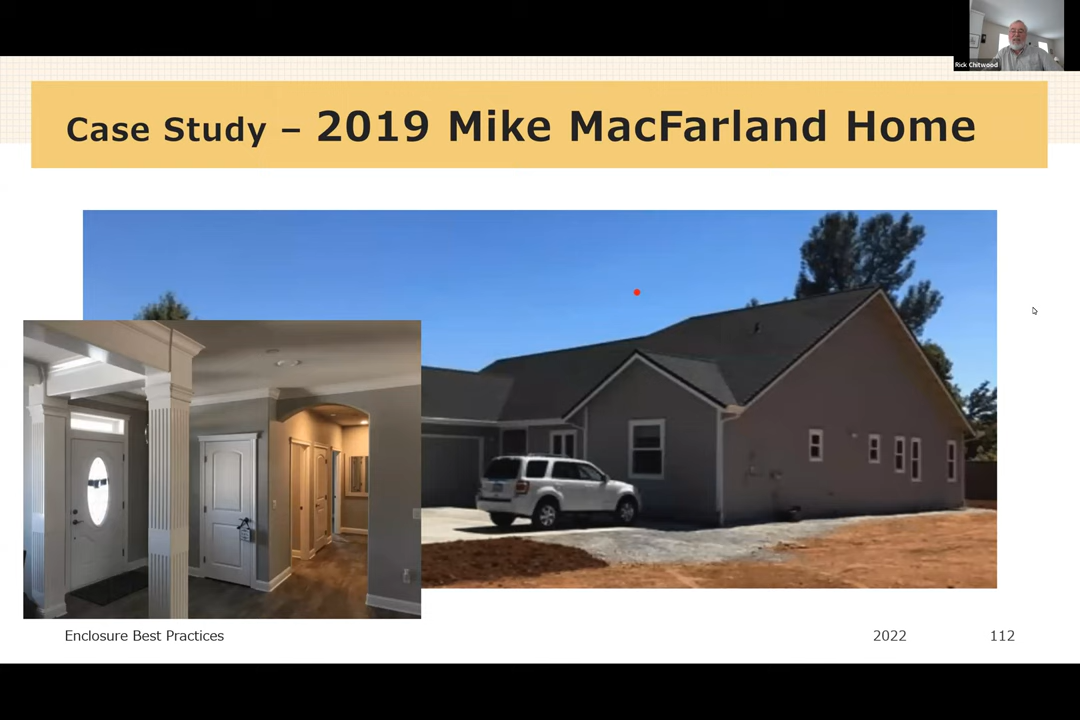 Rick Chitwood
Case Study – 2019 Mike MacFarland Home
Enclosure Best Practices
2022
112